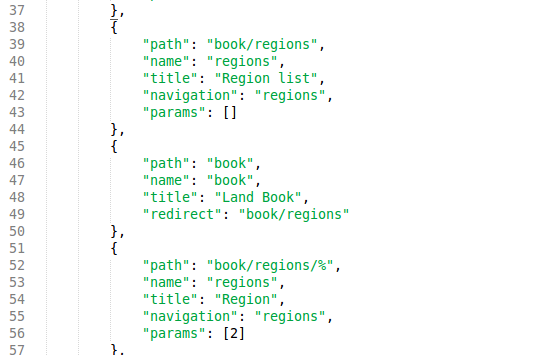 37 },
38 {
39 "path": "book/regions",
40 "name": "regions",
41 "title": "Region list",
42 "navigation": "regions",
43 "params": []
44 },
45 {
46 "path": "book",
47 "name": "book",
48 "title": "Land Book",
49 "redirect": "book/regions"
50 },
51 {
52 "path": "book/regions/%",
53 "name": "regions",
54 "title": "Region",
55 "navigation": "regions",
56 "params": [2]
57 },